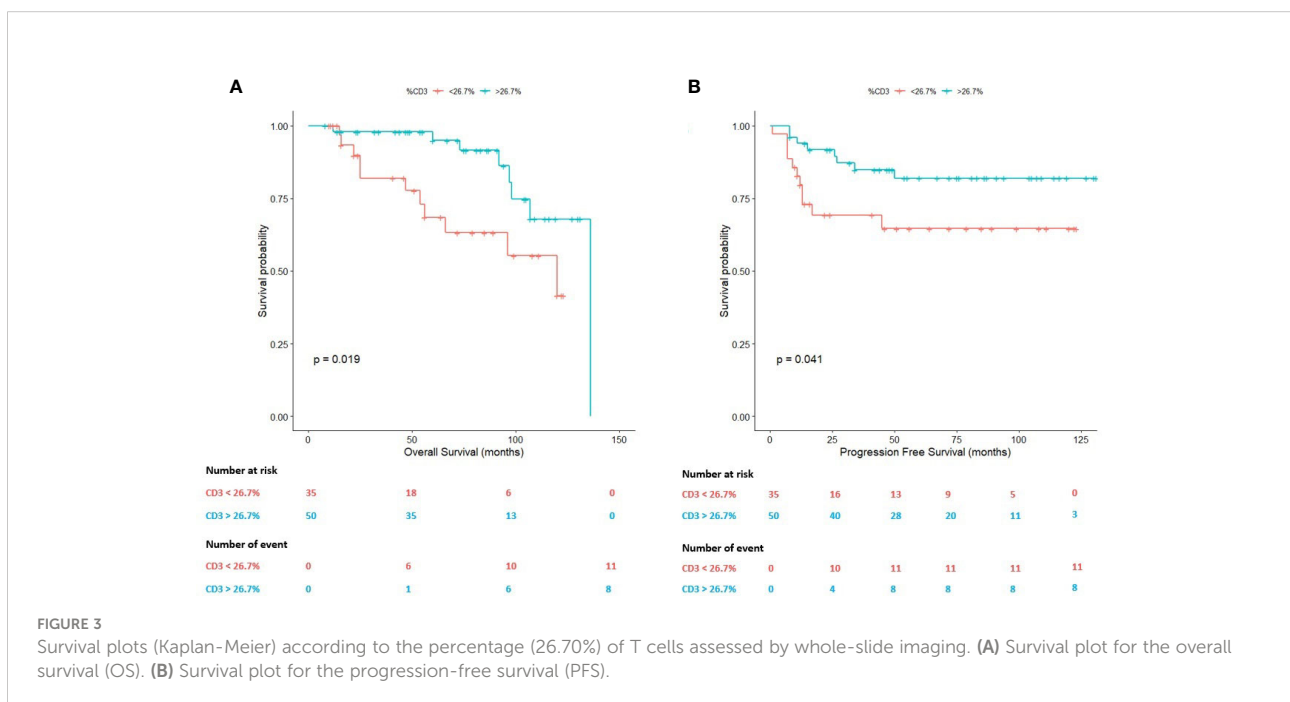 A
%CD3 <26.7% >26.7%
1.00
0.75
0.50
0.25
0.00
Survival probability
p = 0.019
0 50 100 150
Overall Survival (months)
Number at risk
CD3 < 26.7% 35 18 6 0
CD3 > 26.7% 50 35 13 0
Number of event
CD3 < 26.7% 0 6 10 11
CD3 > 26.7% 0 1 6 8
B
%CD3 <26.7% >26.7%
1.00
0.75
0.50
0.25
0.00
Survival probability
p = 0.041
0 25 50 75 100 125
Progression Free Survival (months)
Number at risk
CD3 < 26.7% 35 16 13 9 5 0
CD3 > 26.7% 50 40 28 20 11 3
Number of event
CD3 < 26.7% 0 10 11 11 11 11
CD3 > 26.7% 0 4 8 8 8 8
FIGURE 3
Survival plots (Kaplan-Meier) according to the percentage (26.70%) of T cells assessed by whole-slide imaging. (A) Survival plot for the overall
survival (OS). (B) Survival plot for the progression-free survival (PFS).